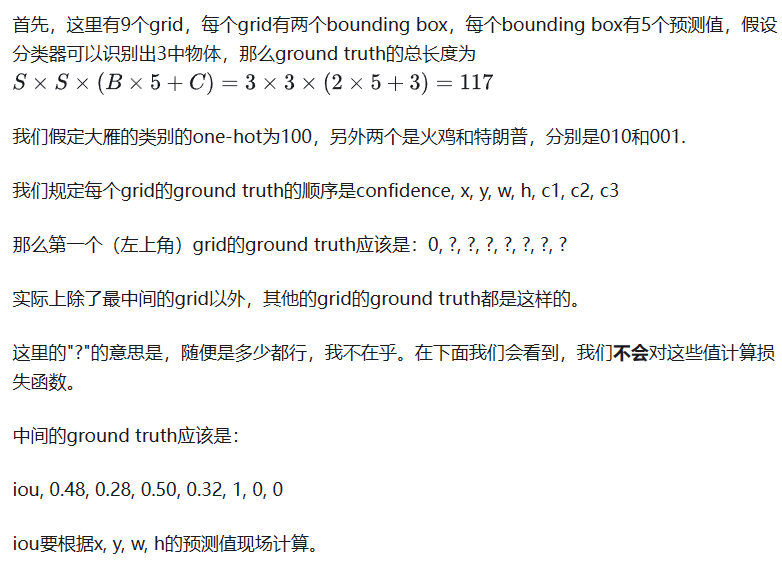 首先，这里有9个grid，每个grid有两个bounding box，每个bounding box有5个预测值，假设
分类器可以识别出3中物体，那么ground truth的总长度为
S × S × (B × 5 + C) = 3 × 3 × (2 × 5 + 3) = 117
我们假定大雁的类别的one-hot为100，另外两个是火鸡和特朗普，分别是010和001.
我们规定每个grid的ground truth的顺序是confidence, x, y, w, h, c1, c2, c3
那么第一个（左上角）grid的ground truth应该是：0, ?, ?, ?, ?, ?, ?, ?
实际上除了最中间的grid以外，其他的grid的ground truth都是这样的。
这里的"?"的意思是，随便是多少都行，我不在乎。在下面我们会看到，我们不会对这些值计算损
失函数。
中间的ground truth应该是：
iou, 0.48, 0.28, 0.50, 0.32, 1, 0, 0
iou要根据x, y, w, h的预测值现场计算。